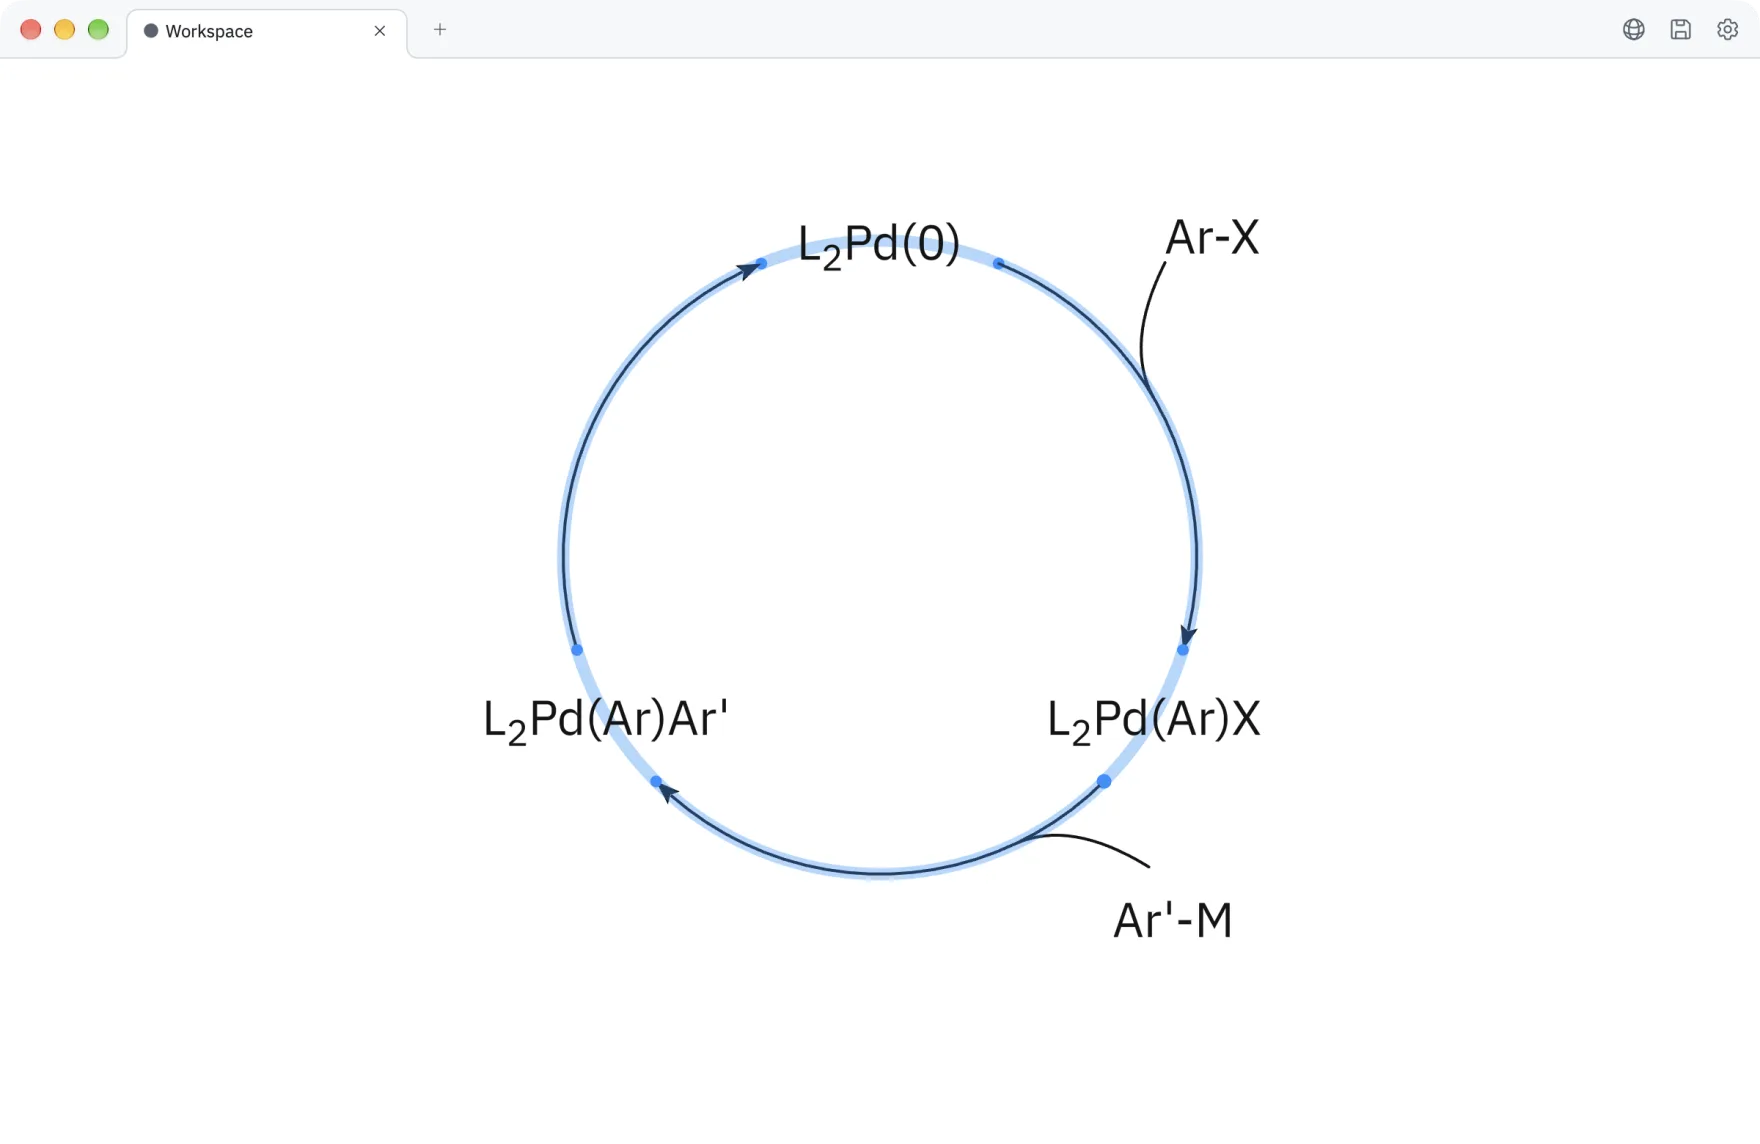 Workspace
L₂Pd(0)
Ar-X
L₂Pd(Ar)Ar'
L₂Pd(Ar)X
Ar'-M